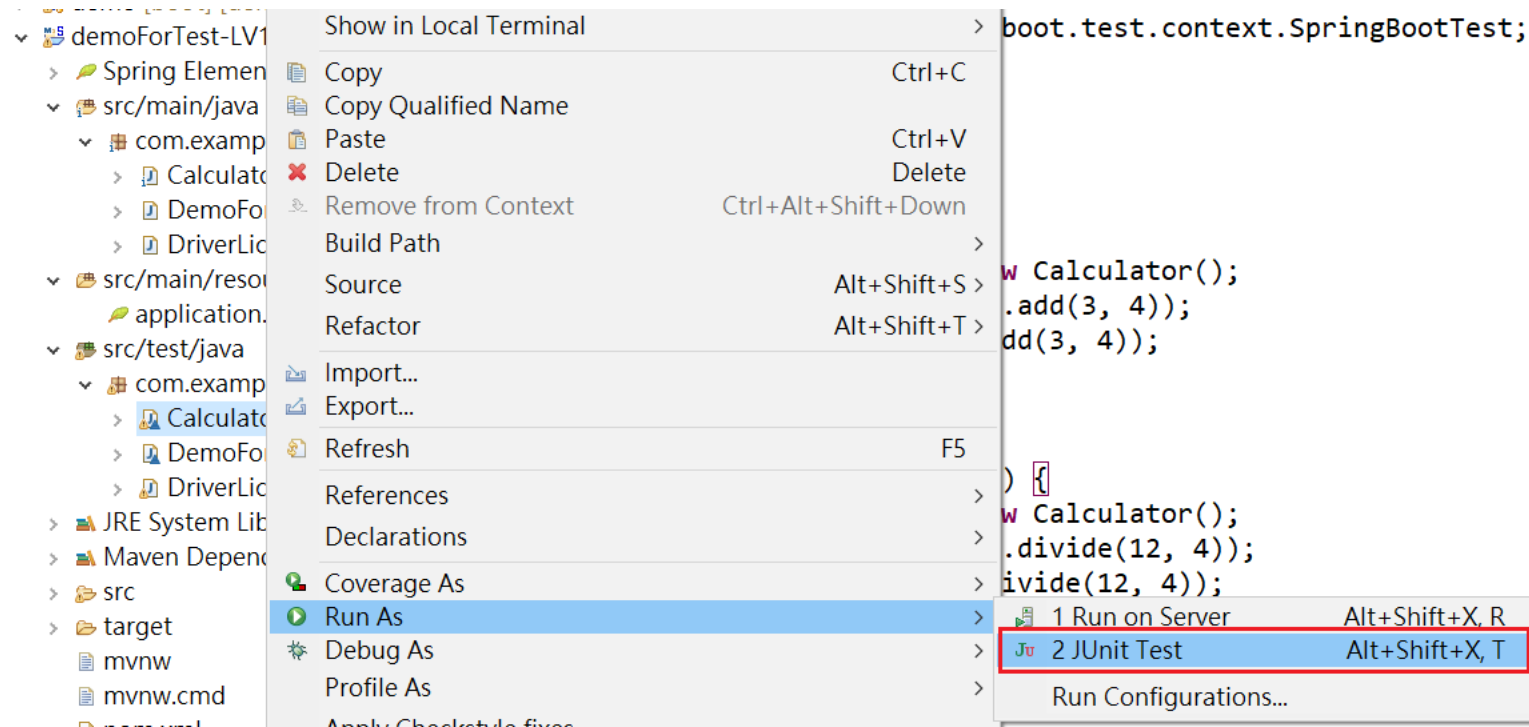 demoForTest-LV1
Spring Elemen
src/main/java
com.examp
Calculato
DemoFor
DriverLic
src/main/resou
application.
src/test/java
com.examp
Calculato
DemoFor
DriverLic
JRE System Lib
Maven Depend
src
target
mvnw
mvnw.cmd
Show in Local Terminal
Copy Ctrl+C
Copy Qualified Name
Paste Ctrl+V
Delete Delete
Remove from Context Ctrl+Alt+Shift+Down
Build Path
Source Alt+Shift+S
Refactor Alt+Shift+T
Import...
Export...
Refresh F5
References
Declarations
Coverage As
Run As
Debug As
Profile As
Apply Checkstyle fixes
1 Run on Server Alt+Shift+X, R
2 JUnit Test Alt+Shift+X, T
Run Configurations...
boot.test.context.SpringBootTest;
w Calculator();
.add(3, 4));
dd(3, 4));
) {
w Calculator();
.divide(12, 4));
ivide(12, 4));